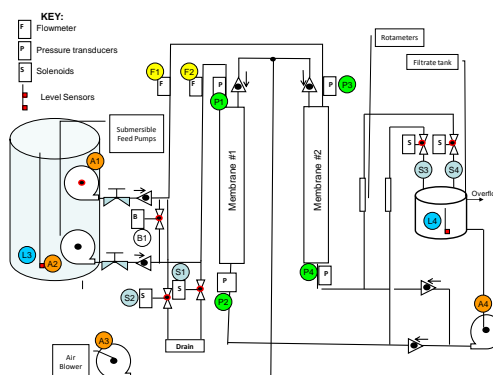 KEY:
F
Flowmeter
P
Pressure transducers
S
Solenoids
Level Sensors
Rotameters
Filtrate tank
Submersible
Feed Pumps
F1
F
F2
F
P
P1
P
P3
A1
Membrane #1
Membrane #2
S
S
S3
S4
Overflo
L4
B
B1
L3
A2
S1
S
S2
S
P
P2
P4
P
A4
Drain
A3
Air
Blower